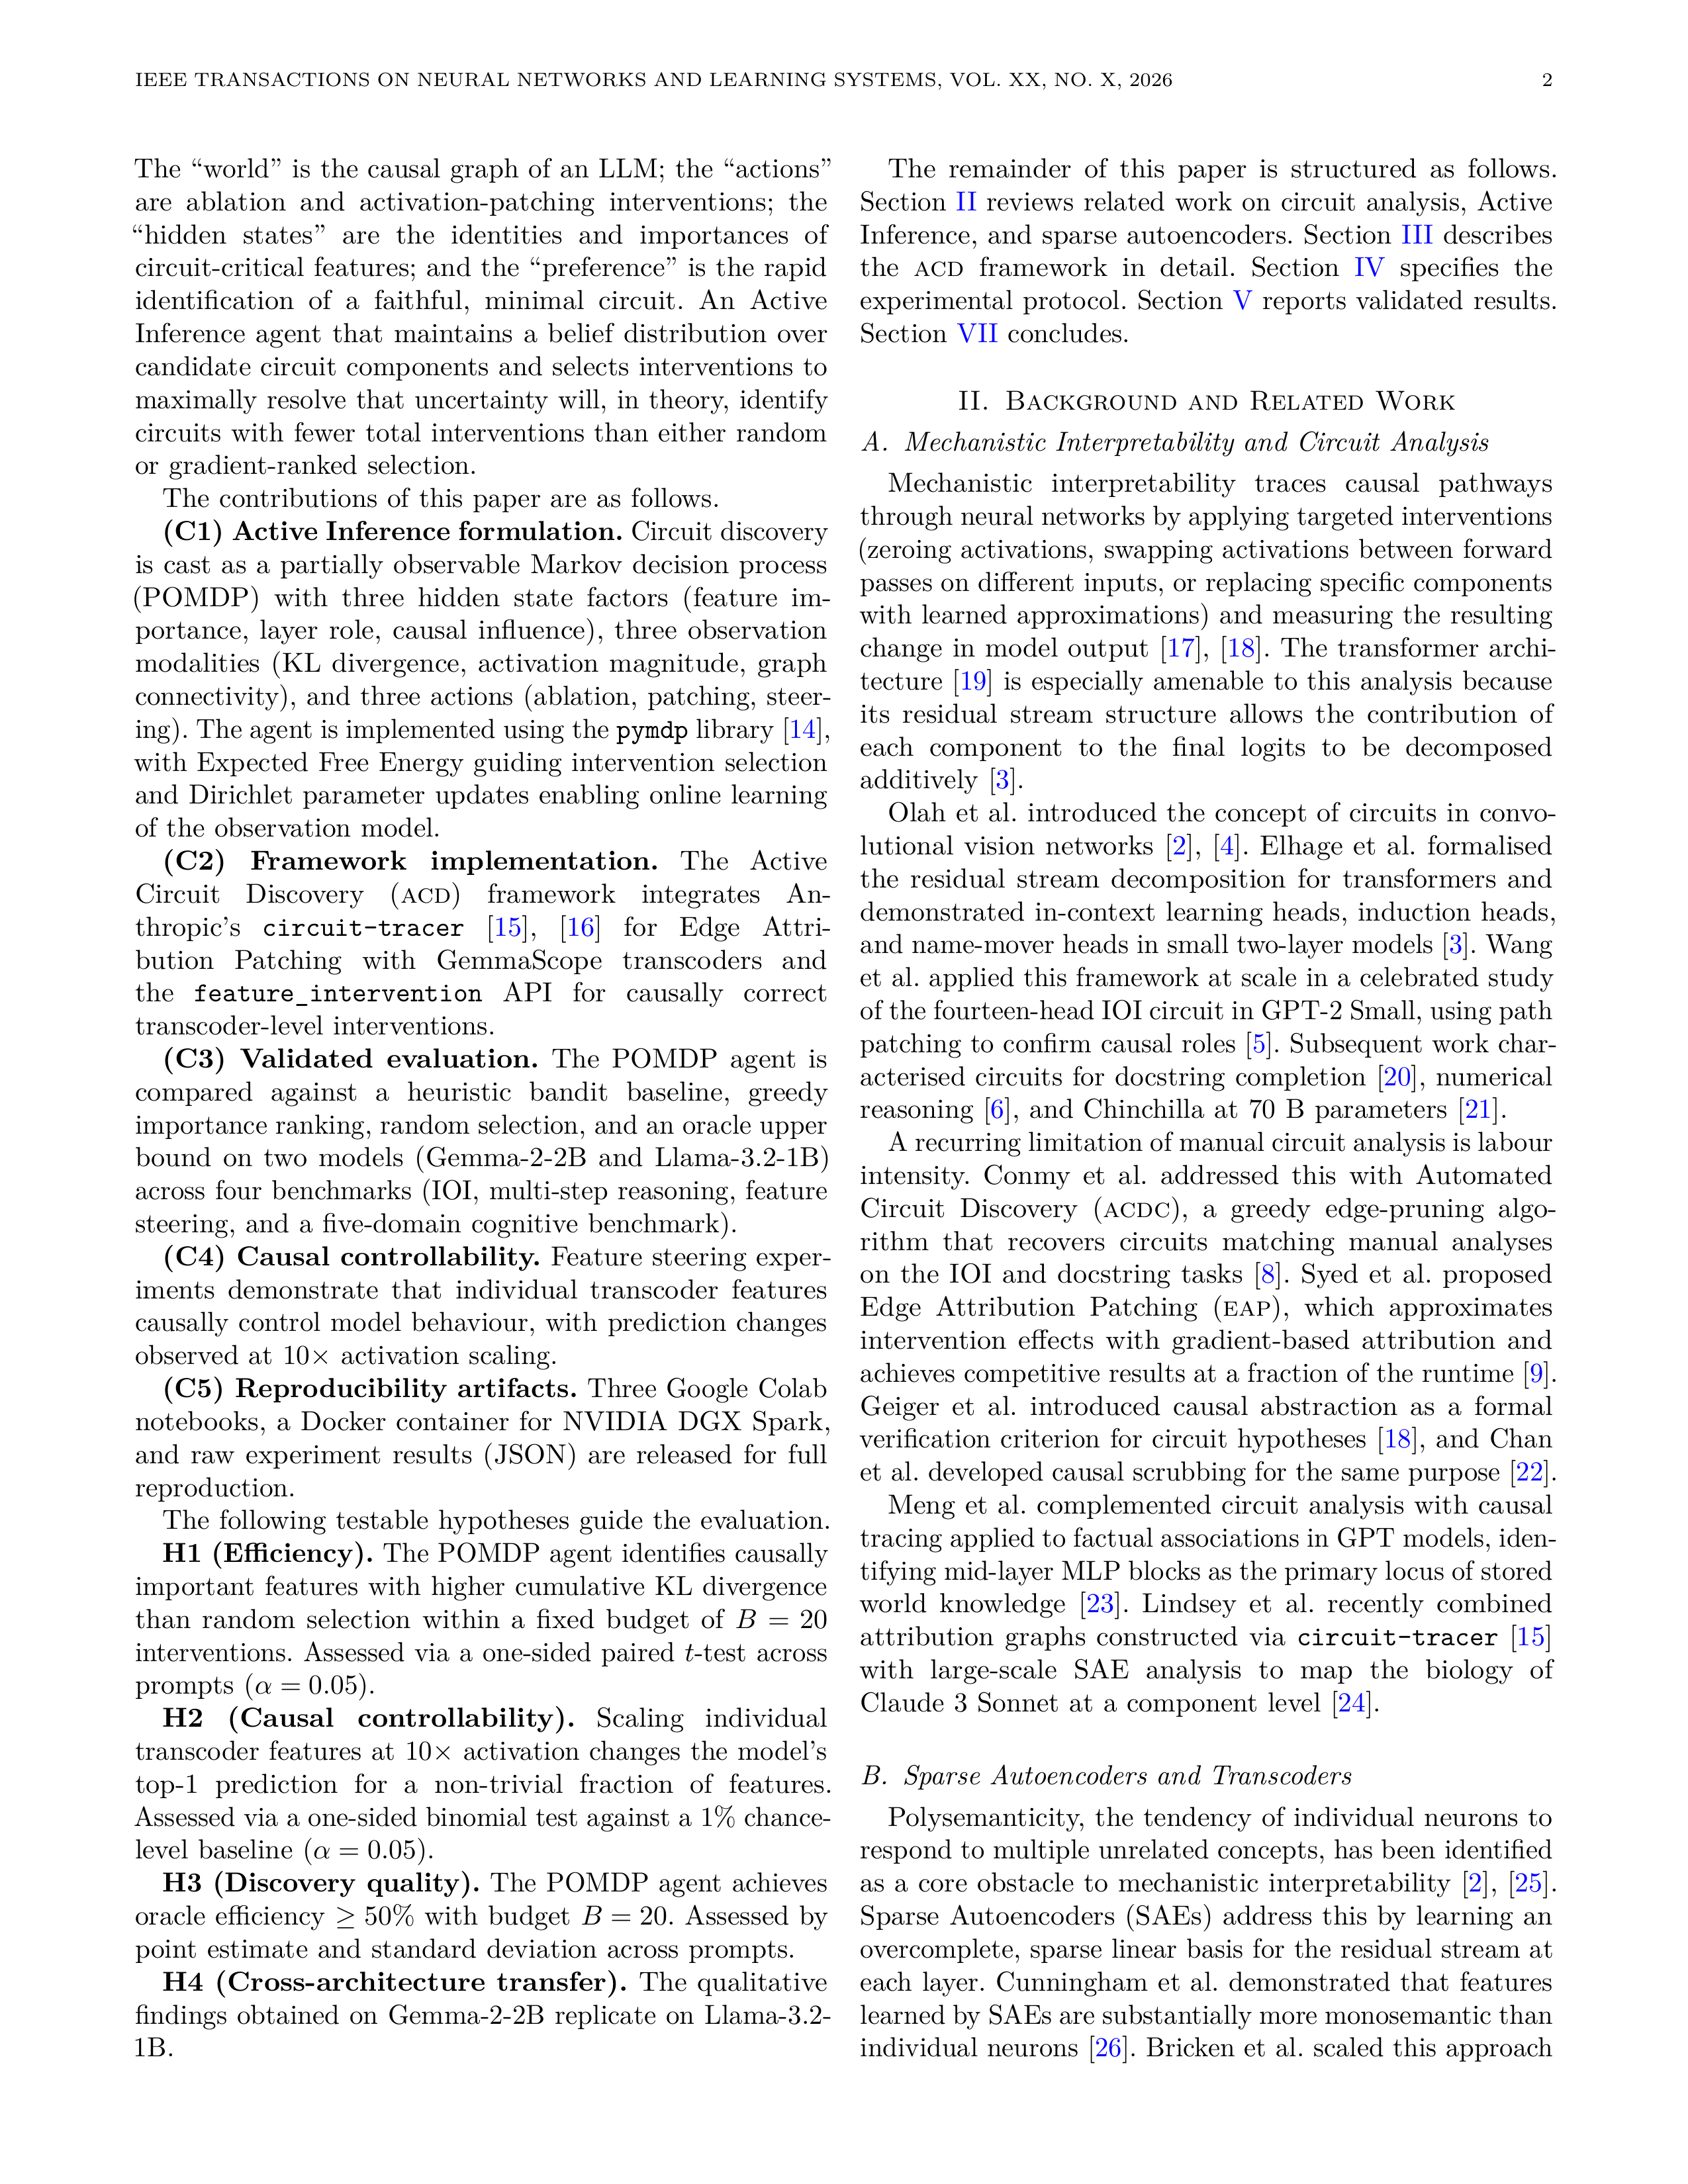 IEEE TRANSACTIONS ON NEURAL NETWORKS AND LEARNING SYSTEMS, VOL. XX, NO. X, 2026 2
The “world” is the causal graph of an LLM; the “actions”
are ablation and activation-patching interventions; the
“hidden states” are the identities and importances of
circuit-critical features; and the “preference” is the rapid
identification of a faithful, minimal circuit. An Active
Inference agent that maintains a belief distribution over
candidate circuit components and selects interventions to
maximally resolve that uncertainty will, in theory, identify
circuits with fewer total interventions than either random
or gradient-ranked selection.
The contributions of this paper are as follows.
(C1) Active Inference formulation. Circuit discovery
is cast as a partially observable Markov decision process
(POMDP) with three hidden state factors (feature im-
portance, layer role, causal influence), three observation
modalities (KL divergence, activation magnitude, graph
connectivity), and three actions (ablation, patching, steer-
ing). The agent is implemented using the pymdp library [14],
with Expected Free Energy guiding intervention selection
and Dirichlet parameter updates enabling online learning
of the observation model.
(C2) Framework implementation. The Active
Circuit Discovery (ACD) framework integrates An-
thropic’s circuit-tracer [15], [16] for Edge Attri-
bution Patching with GemmaScope transcoders and
the feature_intervention API for causally correct
transcoder-level interventions.
(C3) Validated evaluation. The POMDP agent is
compared against a heuristic bandit baseline, greedy
importance ranking, random selection, and an oracle upper
bound on two models (Gemma-2-2B and Llama-3.2-1B)
across four benchmarks (IOI, multi-step reasoning, feature
steering, and a five-domain cognitive benchmark).
(C4) Causal controllability. Feature steering exper-
iments demonstrate that individual transcoder features
causally control model behaviour, with prediction changes
observed at 10× activation scaling.
(C5) Reproducibility artifacts. Three Google Colab
notebooks, a Docker container for NVIDIA DGX Spark,
and raw experiment results (JSON) are released for full
reproduction.
The following testable hypotheses guide the evaluation.
H1 (Efficiency). The POMDP agent identifies causally
important features with higher cumulative KL divergence
than random selection within a fixed budget of B = 20
interventions. Assessed via a one-sided paired t-test across
prompts (α = 0.05).
H2 (Causal controllability). Scaling individual
transcoder features at 10× activation changes the model’s
top-1 prediction for a non-trivial fraction of features.
Assessed via a one-sided binomial test against a 1% chance-
level baseline (α = 0.05).
H3 (Discovery quality). The POMDP agent achieves
oracle efficiency ≥ 50% with budget B = 20. Assessed by
point estimate and standard deviation across prompts.
H4 (Cross-architecture transfer). The qualitative
findings obtained on Gemma-2-2B replicate on Llama-3.2-
1B.
The remainder of this paper is structured as follows.
Section II reviews related work on circuit analysis, Active
Inference, and sparse autoencoders. Section III describes
the ACD framework in detail. Section IV specifies the
experimental protocol. Section V reports validated results.
Section VII concludes.
II. Background and Related Work
A. Mechanistic Interpretability and Circuit Analysis
Mechanistic interpretability traces causal pathways
through neural networks by applying targeted interventions
(zeroing activations, swapping activations between forward
passes on different inputs, or replacing specific components
with learned approximations) and measuring the resulting
change in model output [17], [18]. The transformer archi-
tecture [19] is especially amenable to this analysis because
its residual stream structure allows the contribution of
each component to the final logits to be decomposed
additively [3].
Olah et al. introduced the concept of circuits in convo-
lutional vision networks [2], [4]. Elhage et al. formalised
the residual stream decomposition for transformers and
demonstrated in-context learning heads, induction heads,
and name-mover heads in small two-layer models [3]. Wang
et al. applied this framework at scale in a celebrated study
of the fourteen-head IOI circuit in GPT-2 Small, using path
patching to confirm causal roles [5]. Subsequent work char-
acterised circuits for docstring completion [20], numerical
reasoning [6], and Chinchilla at 70 B parameters [21].
A recurring limitation of manual circuit analysis is labour
intensity. Conmy et al. addressed this with Automated
Circuit Discovery (ACDC), a greedy edge-pruning algo-
rithm that recovers circuits matching manual analyses
on the IOI and docstring tasks [8]. Syed et al. proposed
Edge Attribution Patching (EAP), which approximates
intervention effects with gradient-based attribution and
achieves competitive results at a fraction of the runtime [9].
Geiger et al. introduced causal abstraction as a formal
verification criterion for circuit hypotheses [18], and Chan
et al. developed causal scrubbing for the same purpose [22].
Meng et al. complemented circuit analysis with causal
tracing applied to factual associations in GPT models, iden-
tifying mid-layer MLP blocks as the primary locus of stored
world knowledge [23]. Lindsey et al. recently combined
attribution graphs constructed via circuit-tracer [15]
with large-scale SAE analysis to map the biology of
Claude 3 Sonnet at a component level [24].
B. Sparse Autoencoders and Transcoders
Polysemanticity, the tendency of individual neurons to
respond to multiple unrelated concepts, has been identified
as a core obstacle to mechanistic interpretability [2], [25].
Sparse Autoencoders (SAEs) address this by learning an
overcomplete, sparse linear basis for the residual stream at
each layer. Cunningham et al. demonstrated that features
learned by SAEs are substantially more monosemantic than
individual neurons [26]. Bricken et al. scaled this approach